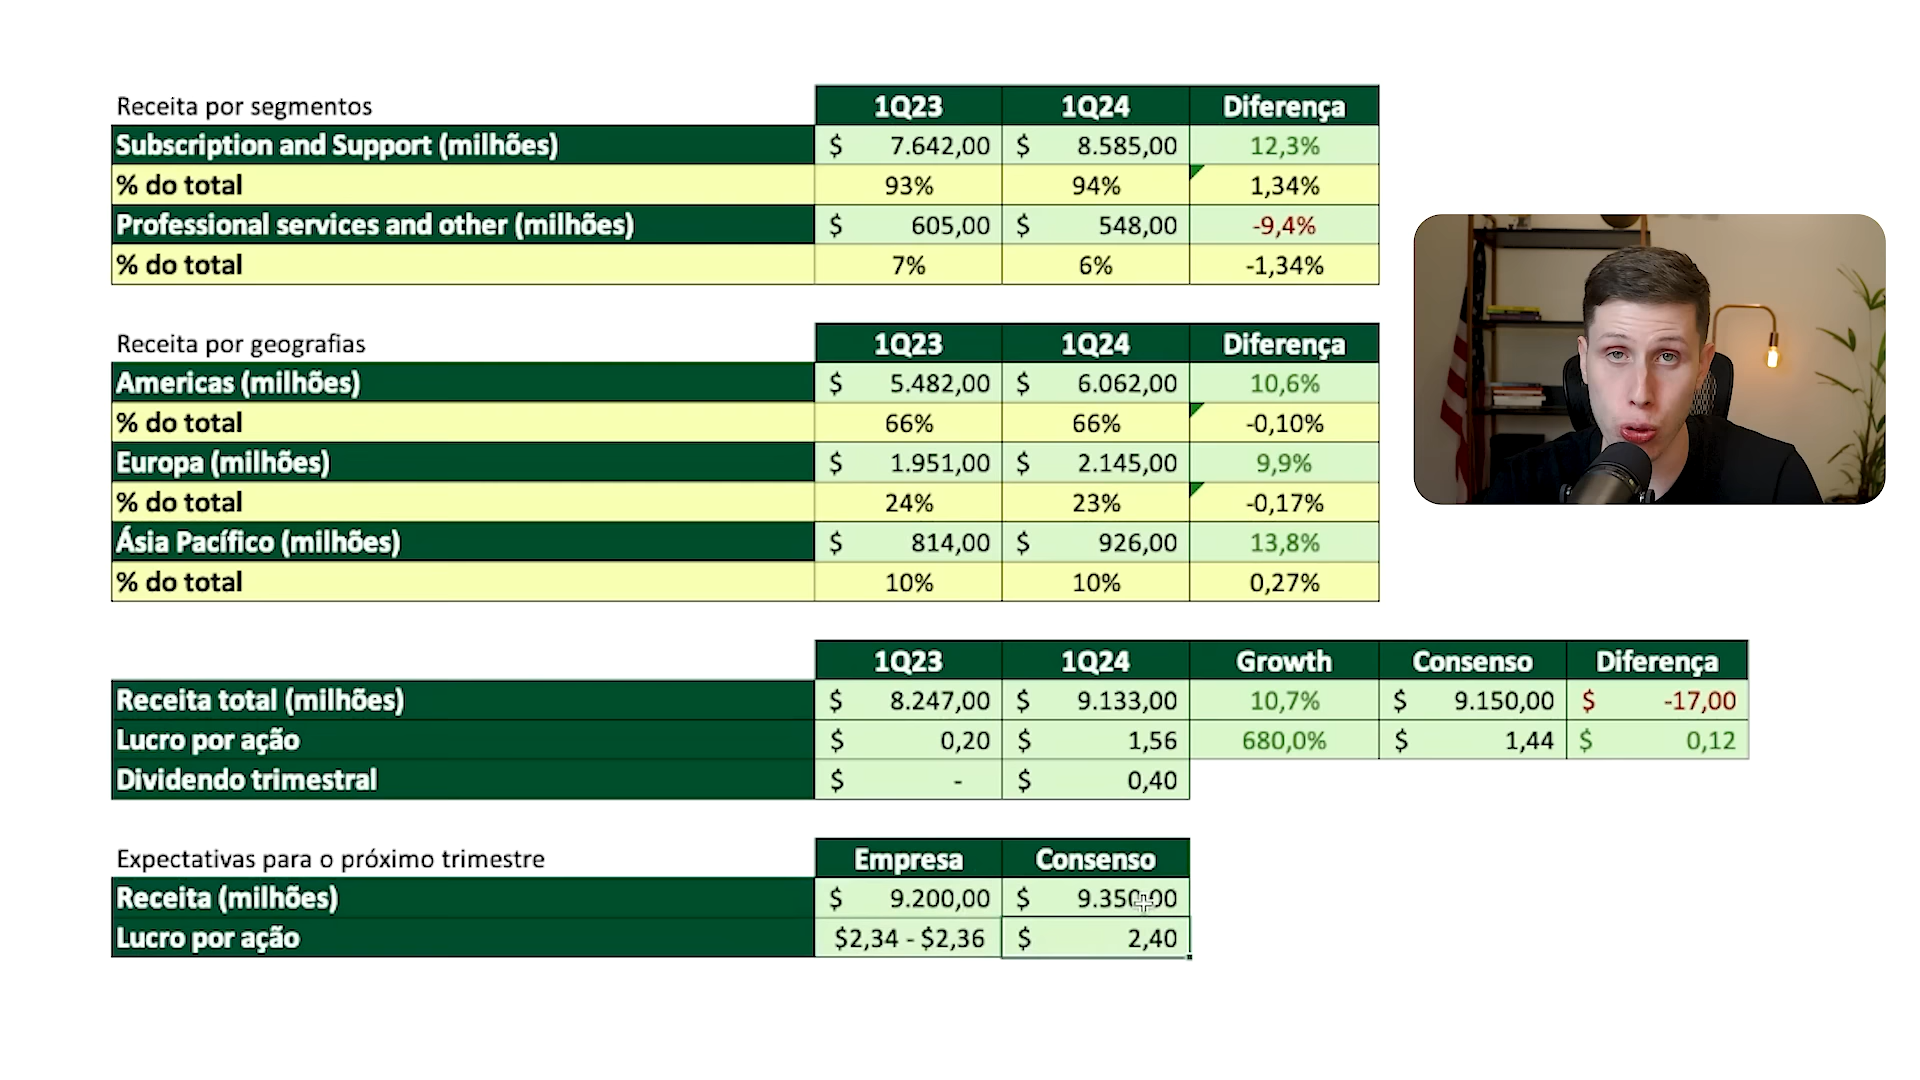 Receita por segmentos 1Q23 1Q24 Diferença
Subscription and Support (milhões) $ 7.642,00 $ 8.585,00 12,3%
% do total 93% 94% 1,34%
Professional services and other (milhões) $ 605,00 $ 548,00 -9,4%
% do total 7% 6% -1,34%
Receita por geografias 1Q23 1Q24 Diferença
Americas (milhões) $ 5.482,00 $ 6.062,00 10,6%
% do total 66% 66% -0,10%
Europa (milhões) $ 1.951,00 $ 2.145,00 9,9%
% do total 24% 23% -0,17%
Ásia Pacífico (milhões) $ 814,00 $ 926,00 13,8%
% do total 10% 10% 0,27%
1Q23 1Q24 Growth Consenso Diferença
Receita total (milhões) $ 8.247,00 $ 9.133,00 10,7% $ 9.150,00 $ -17,00
Lucro por ação $ 0,20 $ 1,56 680,0% $ 1,44 $ 0,12
Dividendo trimestral $ - $ 0,40
Expectativas para o próximo trimestre Empresa Consenso
Receita (milhões) $ 9.200,00 $ 9.350,00
Lucro por ação $2,34 - $2,36 $ 2,40